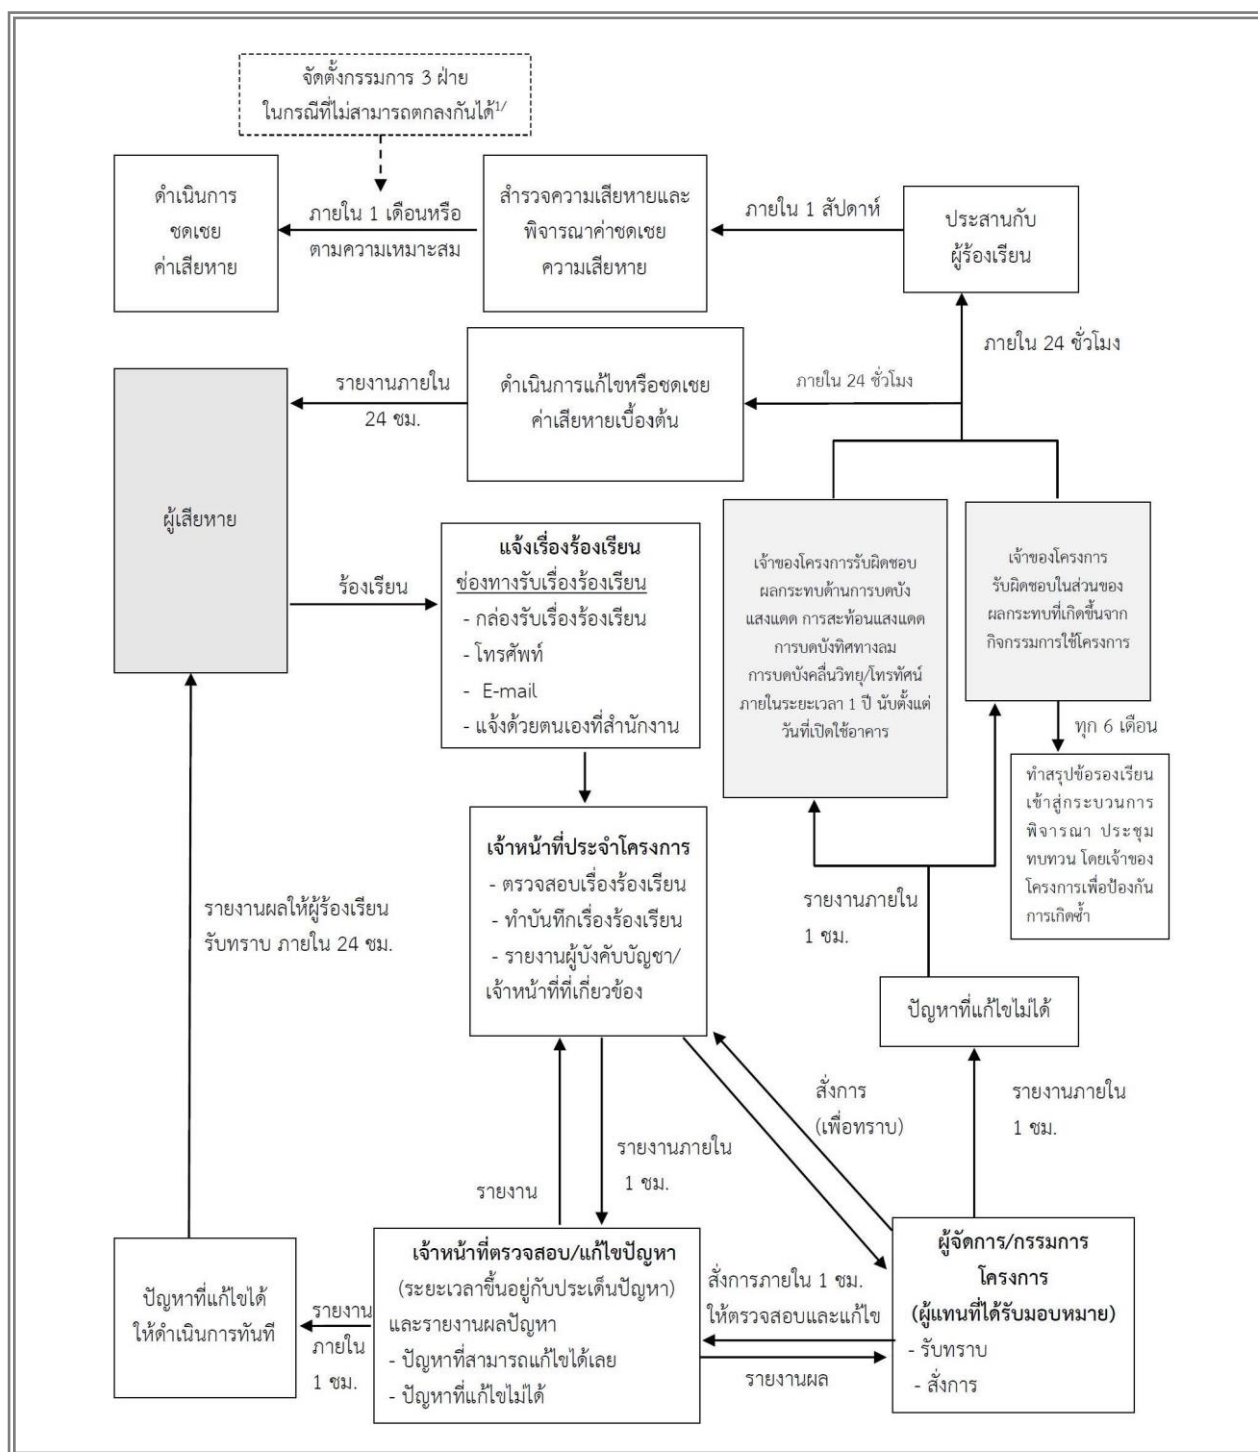 จัดตั้งกรรมการ 3 ฝ่าย
ในกรณีที่ไม่สามารถตกลงกันได้1/
ดำเนินการ
ชดเชย
ค่าเสียหาย
ภายใน 1 เดือนหรือ
ตามความเหมาะสม
สำรวจความเสียหายและ
พิจารณาค่าชดเชย
ความเสียหาย
ภายใน 1 สัปดาห์
ประสานกับ
ผู้ร้องเรียน
ภายใน 24 ชั่วโมง
ผู้เสียหาย
รายงานภายใน
24 ชม.
ดำเนินการแก้ไขหรือชดเชย
ค่าเสียหายเบื้องต้น
ภายใน 24 ชั่วโมง
ร้องเรียน
แจ้งเรื่องร้องเรียน
ช่องทางรับเรื่องร้องเรียน
- กล่องรับเรื่องร้องเรียน
- โทรศัพท์
- E-mail
- แจ้งด้วยตนเองที่สำนักงาน
เจ้าของโครงการรับผิดชอบ
ผลกระทบด้านการบดบัง
แสงแดด การสะท้อนแสงแดด
การบดบังทิศทางลม
การบดบังคลื่นวิทยุ/โทรทัศน์
ภายในระยะเวลา 1 ปี นับตั้งแต่
วันที่เปิดใช้อาคาร
เจ้าของโครงการ
รับผิดชอบในส่วนของ
ผลกระทบที่เกิดขึ้นจาก
กิจกรรมการใช้โครงการ
ทุก 6 เดือน
ทำสรุปข้อรองเรียน
เข้าสู่กระบวนการ
พิจารณา ประชุม
ทบทวน โดยเจ้าของ
โครงการเพื่อป้องกัน
การเกิดซ้ำ
เจ้าหน้าที่ประจำโครงการ
- ตรวจสอบเรื่องร้องเรียน
- ทำบันทึกเรื่องร้องเรียน
- รายงานผู้บังคับบัญชา/
เจ้าหน้าที่ที่เกี่ยวข้อง
รายงานผลให้ผู้ร้องเรียน
รับทราบ ภายใน 24 ชม.
รายงานภายใน
1 ชม.
ปัญหาที่แก้ไขไม่ได้
สั่งการ
(เพื่อทราบ)
รายงานภายใน
1 ชม.
รายงาน
รายงานภายใน
1 ชม.
ปัญหาที่แก้ไขได้
ให้ดำเนินการทันที
รายงาน
ภายใน
1 ชม.
เจ้าหน้าที่ตรวจสอบ/แก้ไขปัญหา
(ระยะเวลาขึ้นอยู่กับประเด็นปัญหา)
และรายงานผลปัญหา
- ปัญหาที่สามารถแก้ไขได้เลย
- ปัญหาที่แก้ไขไม่ได้
สั่งการภายใน 1 ชม.
ให้ตรวจสอบและแก้ไข
รายงานผล
ผู้จัดการ/กรรมการ
โครงการ
(ผู้แทนที่ได้รับมอบหมาย)
- รับทราบ
- สั่งการ